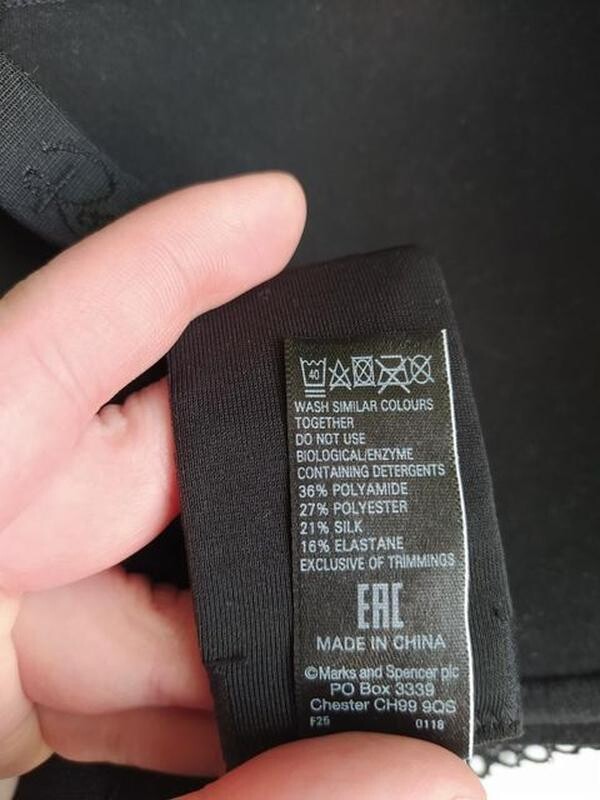 40
WASH SIMILAR COLOURS
TOGETHER
DO NOT USE
BIOLOGICAL/ENZYME
CONTAINING DETERGENTS
36% POLYAMIDE
27% POLYESTER
21% SILK
16% ELASTANE
EXCLUSIVE OF TRIMMINGS
EAC
MADE IN CHINA
©Marks and Spencer plc
PO Box 3339
Chester CH99 9QS
F25 0118